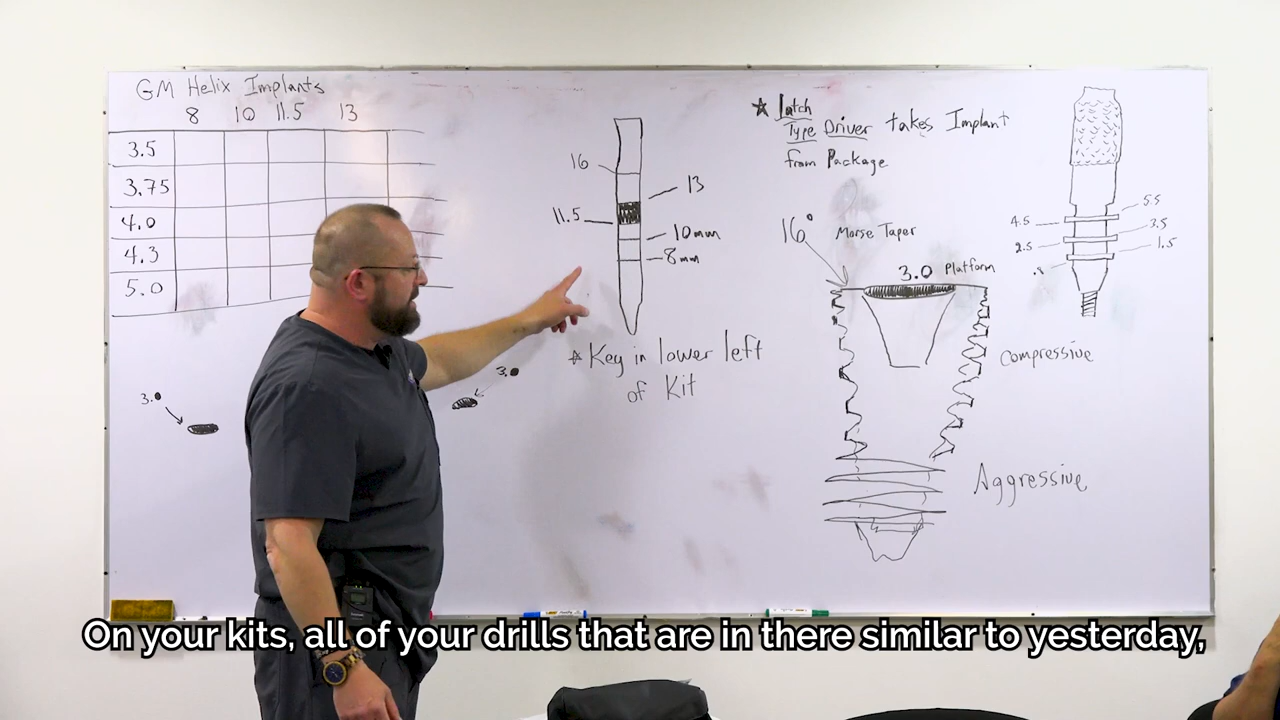 GM Helix Implants
8 10 11.5 13
3.5
3.75
4.0
4.3
5.0
3.
3.
16
13
11.5
10mm
8mm
* Key in lower left
of Kit
* Latch
Type Driver takes Implant
from Package
16°
Morse Taper
3.0 Platform
Compressive
Aggressive
5.5
4.5
3.5
2.5
1.5
.8
On your kits, all of your drills that are in there similar to yesterday,